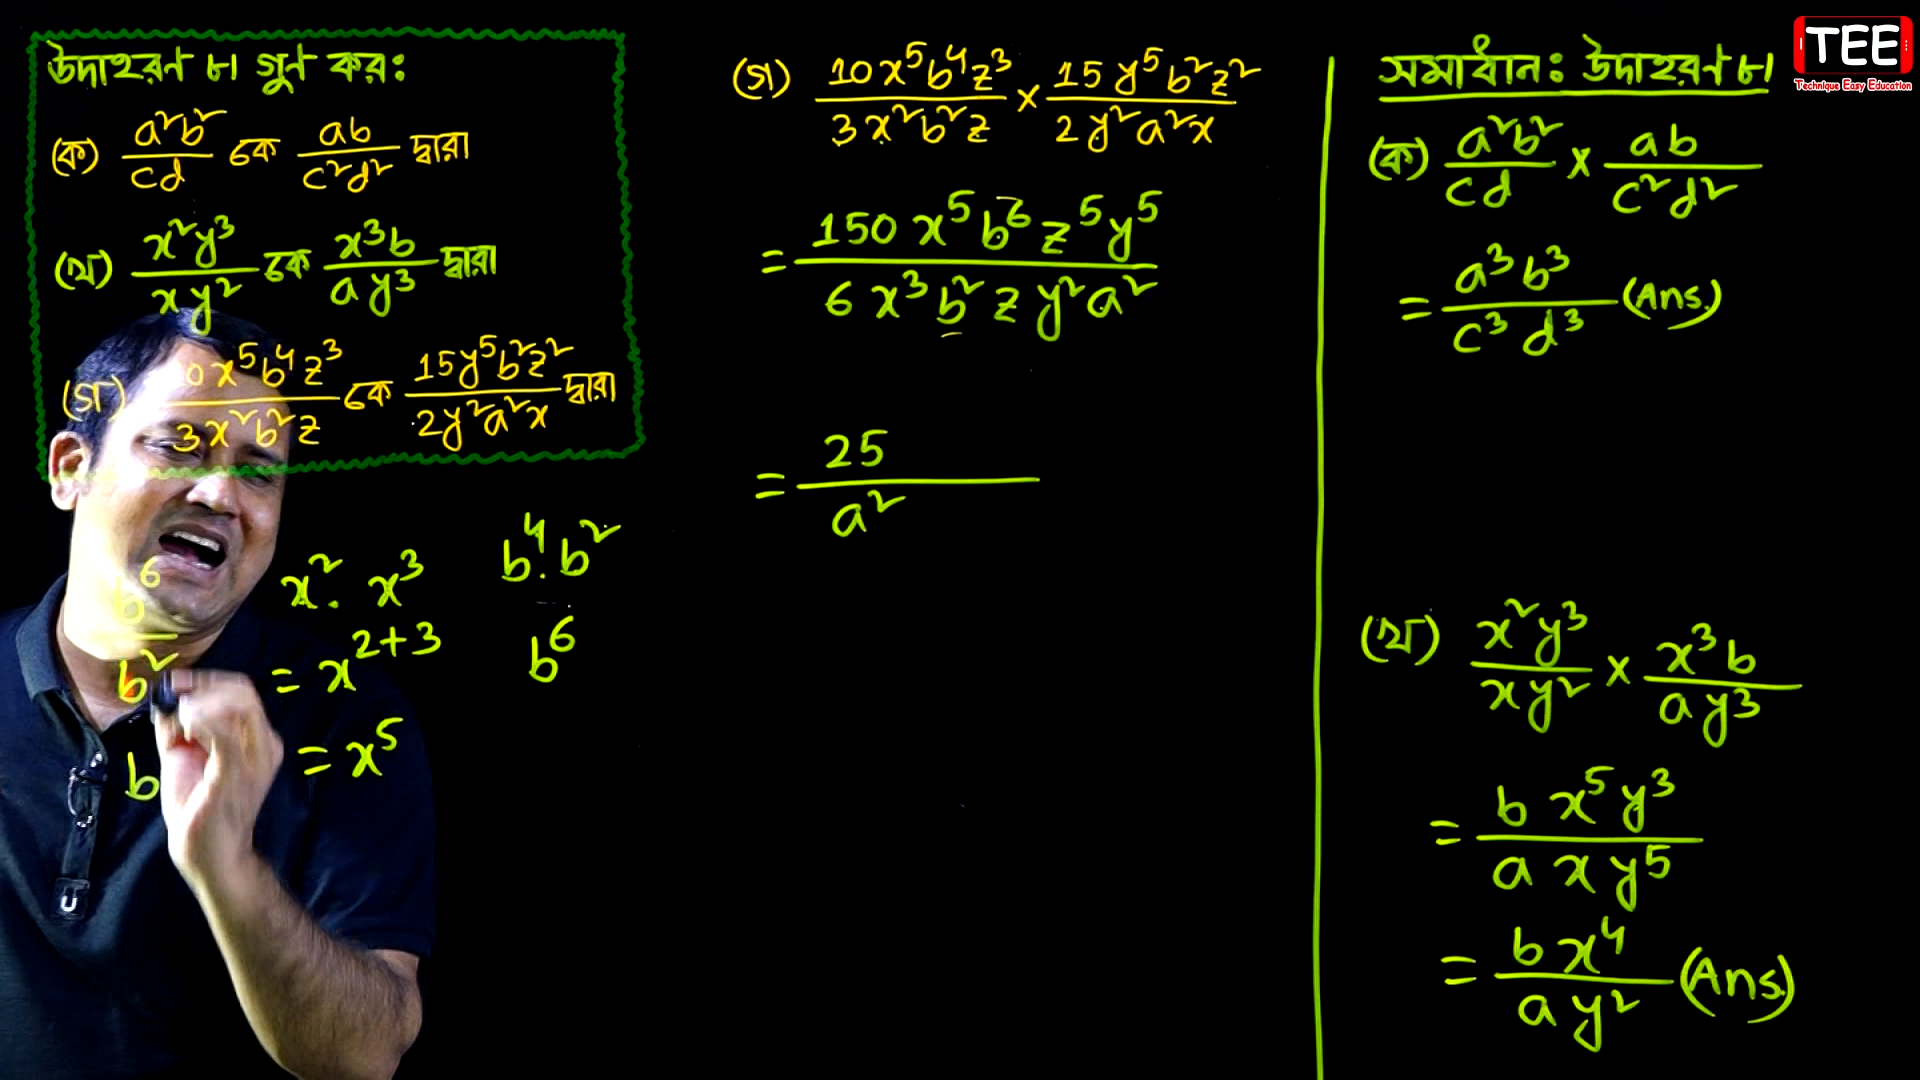 উদাহরণ ৮। গুণ কর:
(ক) a²b²/cd কে ab/c²d² দ্বারা
(খ) x²y³/xy² কে x³b/ay³ দ্বারা
(গ) 0x⁵b⁴z³/3x²b²z কে 15y⁵b²z²/2y²a²x দ্বারা
b⁶/b²
b
x². x³
= x²⁺³
= x⁵
b⁴.b²
b⁶
(গ) 10x⁵b⁴z³/3x²b²z × 15y⁵b²z²/2y²a²x
= 150x⁵b⁶z⁵y⁵/6x³b²zy²a²
= 25/a²
সমাধান: উদাহরণ ৮।
(ক) a²b²/cd × ab/c²d²
= a³b³/c³d³ (Ans.)
(খ) x²y³/xy² × x³b/ay³
= bx⁵y³/axy⁵
= bx⁴/ay² (Ans.)
TEE
Technique Easy Education